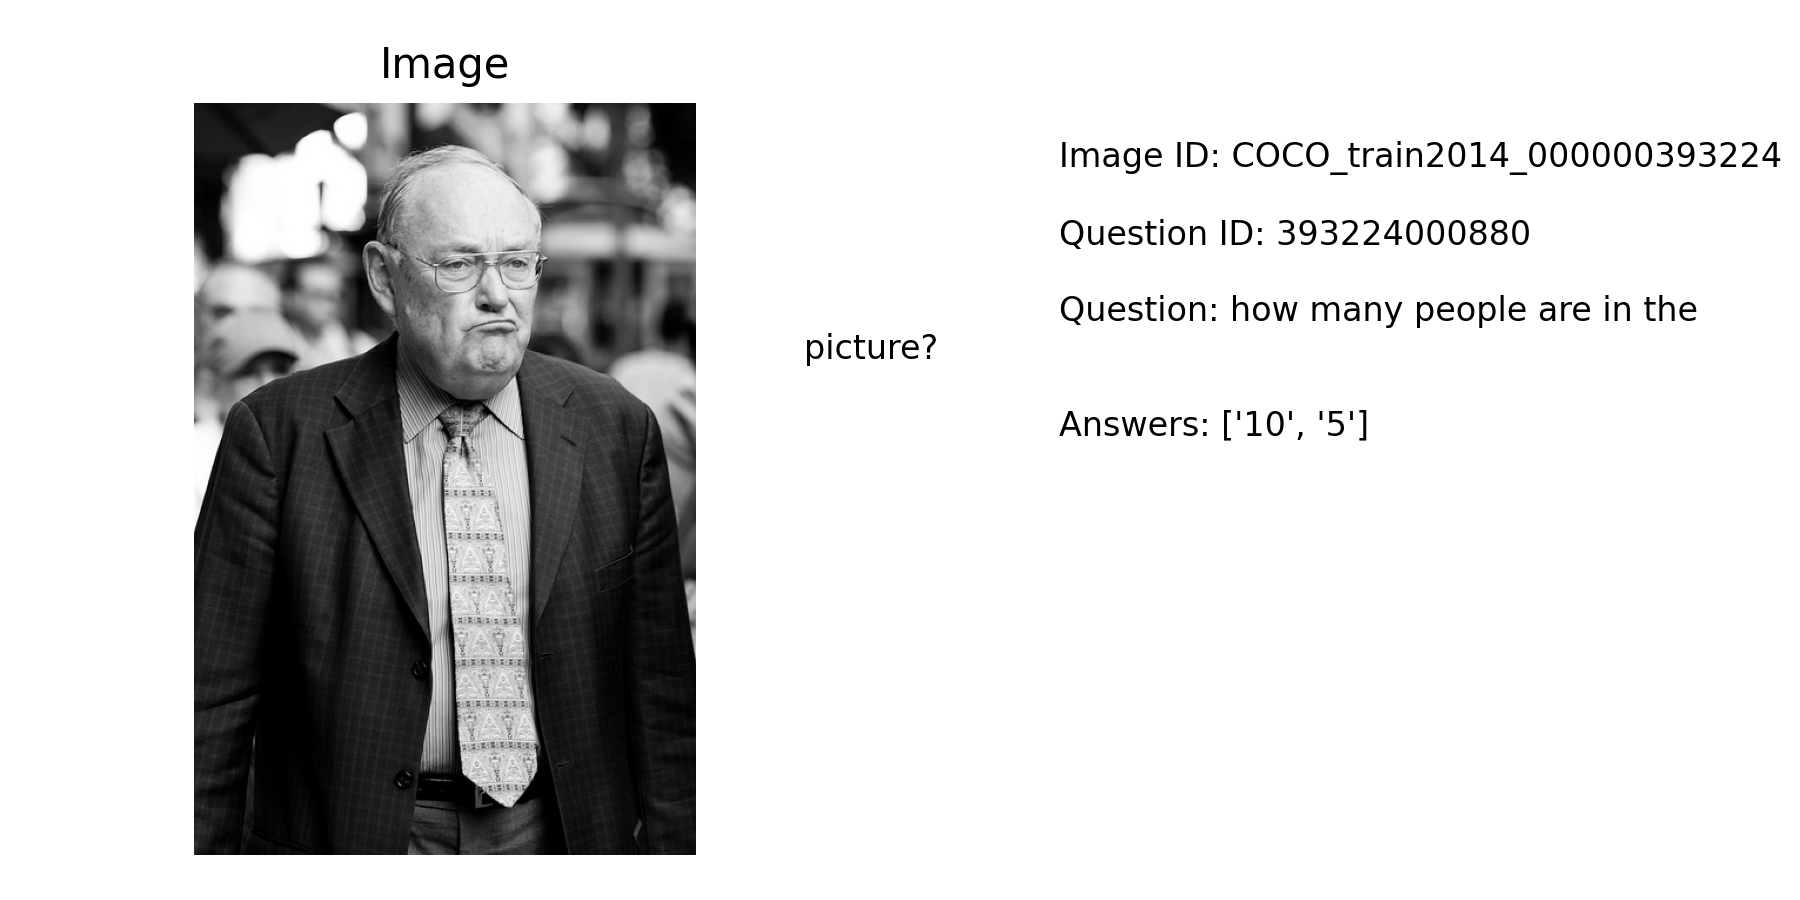 Image
Image ID: COCO_train2014_000000393224
Question ID: 393224000880
Question: how many people are in the
picture?
Answers: ['10', '5']